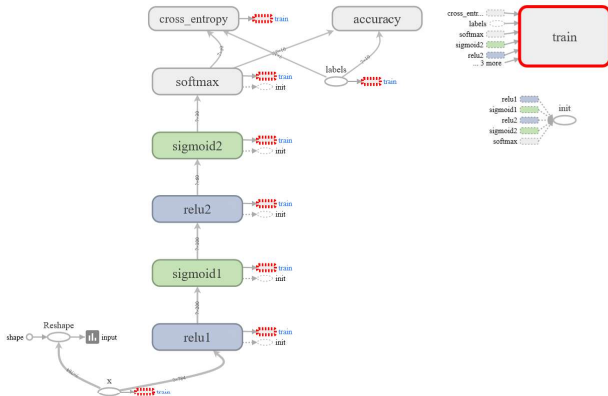 cross_entropy
train
accuracy
labels
train
softmax
train
init
sigmoid2
train
init
relu2
train
init
sigmoid1
train
init
relu1
train
init
Reshape
shape
input
x
train
cross_entr...
labels
softmax
sigmoid2
relu2
... 3 more
train
relu1
sigmoid1
relu2
sigmoid2
softmax
init